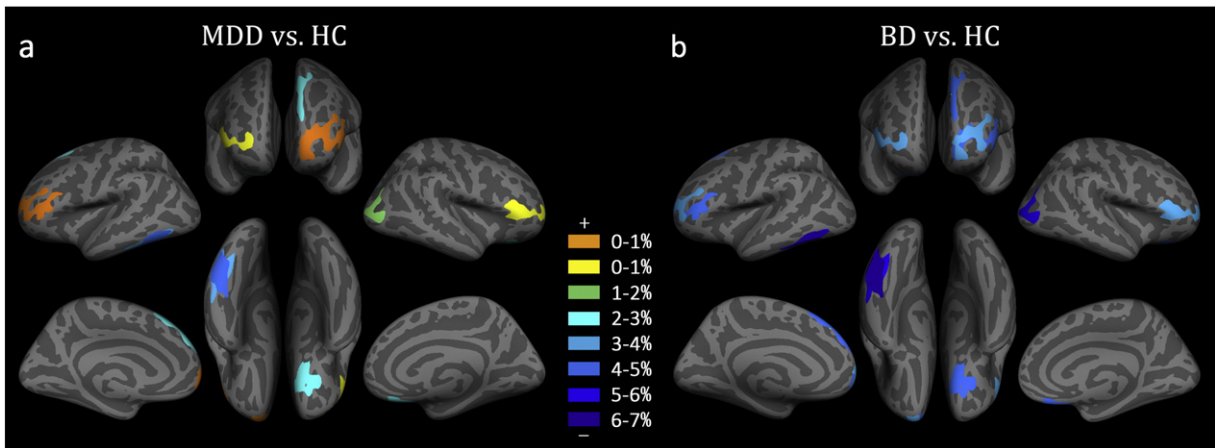 a
MDD vs. HC
b
BD vs. HC
+
0-1%
0-1%
1-2%
2-3%
3-4%
4-5%
5-6%
6-7%
–